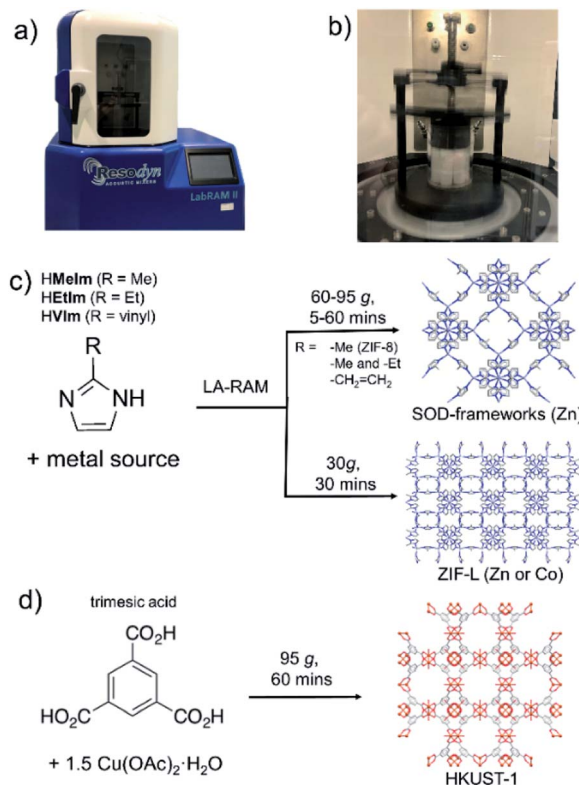 a)
b)
Resodyn
ACOUSTIC MIXERS
LabRAM II
c)
HMeIm (R = Me)
HEtIm (R = Et)
HVIm (R = vinyl)
R
N
NH
+ metal source
LA-RAM
60-95 g,
5-60 mins
R = -Me (ZIF-8)
-Me and -Et
-CH₂=CH₂
SOD-frameworks (Zn)
30g,
30 mins
ZIF-L (Zn or Co)
d)
trimesic acid
CO₂H
HO₂C
CO₂H
+ 1.5 Cu(OAc)₂·H₂O
95 g,
60 mins
HKUST-1